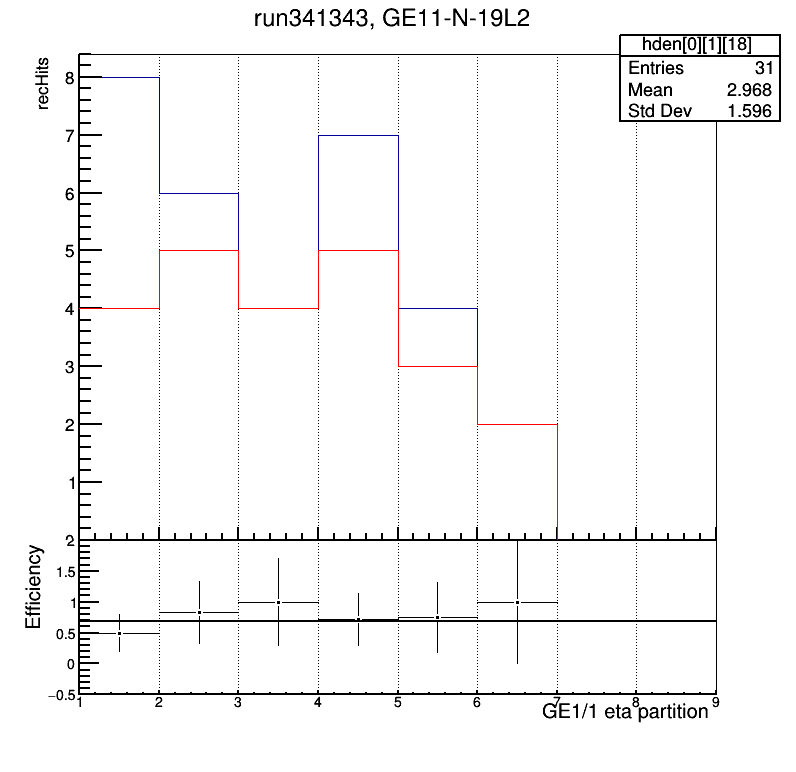 run341343, GE11-N-19L2
hden[0][1][18]
Entries 31
Mean 2.968
Std Dev 1.596
recHits
8
7
6
5
4
3
2
1
Efficiency
2
1.5
1
0.5
0
−0.5
1 2 3 4 5 6 7 8 9
GE1/1 eta partition